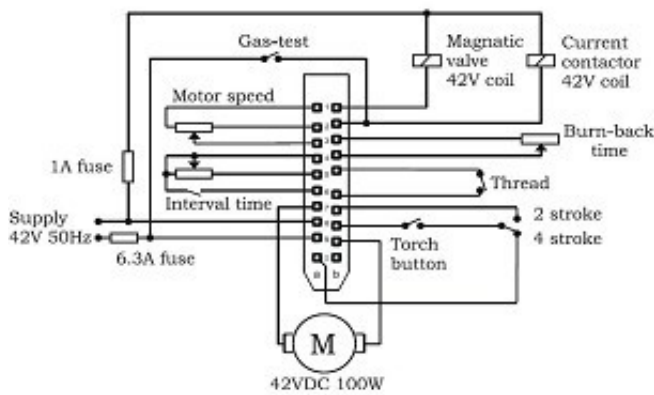 Gas-test
Magnatic
valve
42V coil
Current
contactor
42V coil
Motor speed
Burn-back
time
1A fuse
Thread
Interval time
Supply
42V 50Hz
6.3A fuse
Torch
button
2 stroke
4 stroke
a b
M
42VDC 100W